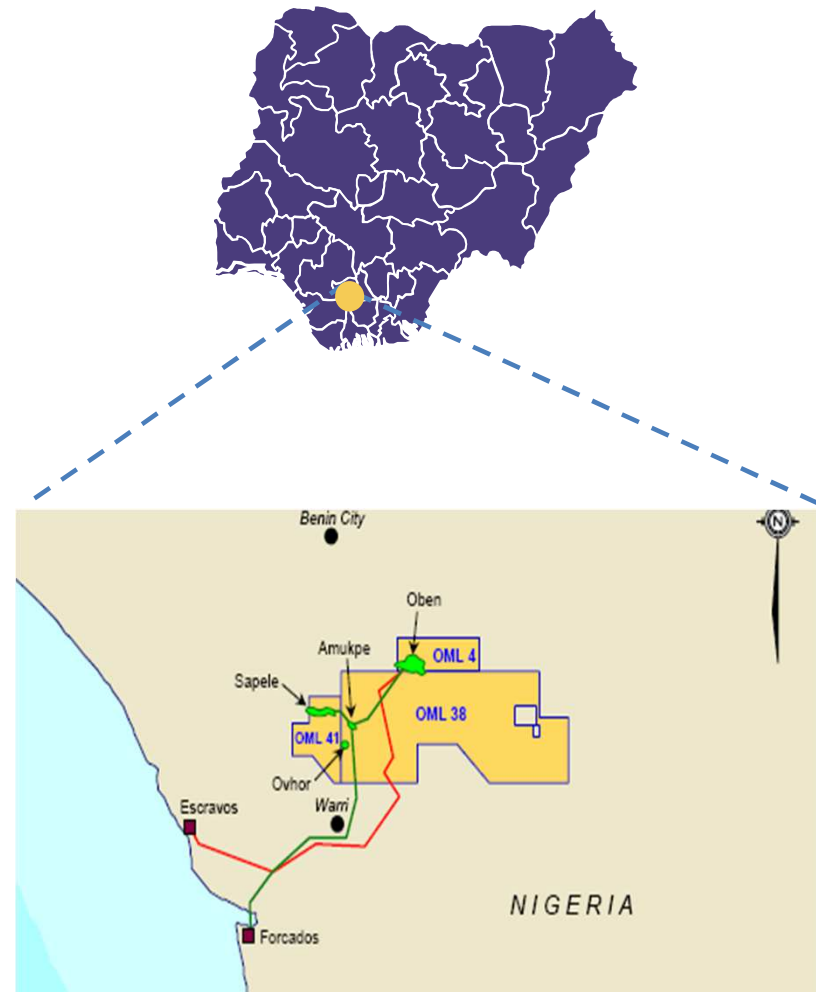 Benin City
N
Oben
Amukpe
OML 4
Sapele
OML 38
OML 41
Ovhor
Escravos
Warri
NIGERIA
Forcados